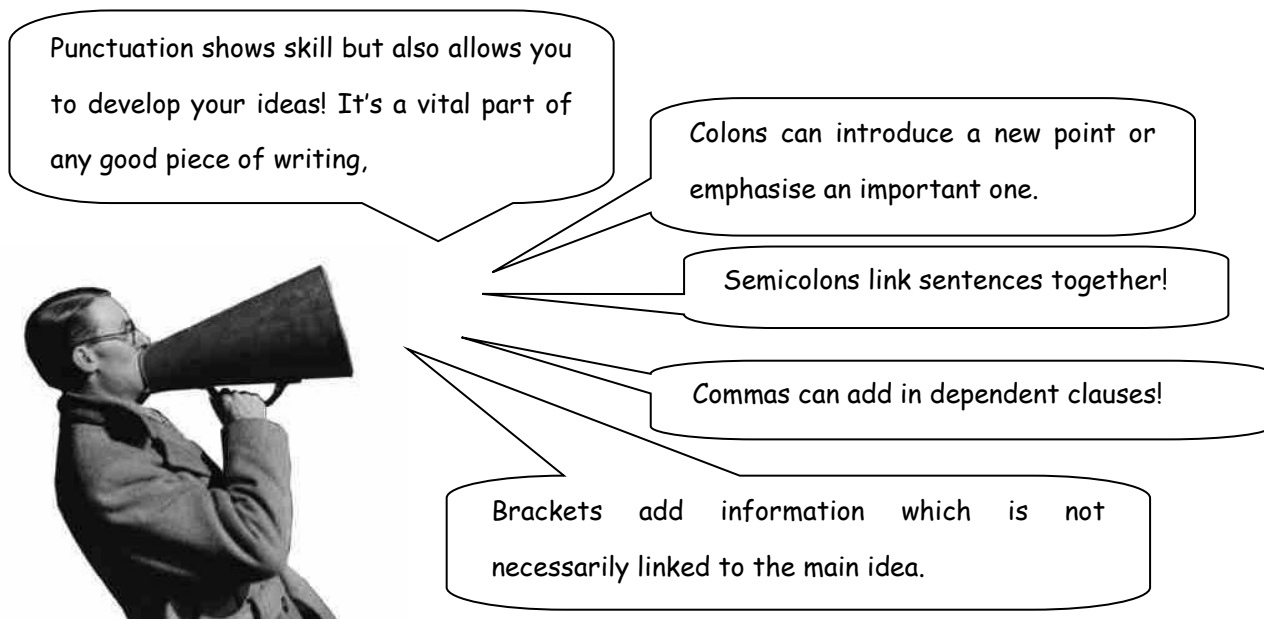 Punctuation shows skill but also allows you
to develop your ideas! It's a vital part of
any good piece of writing,
Colons can introduce a new point or
emphasise an important one.
Semicolons link sentences together!
Commas can add in dependent clauses!
Brackets add information which is not
necessarily linked to the main idea.